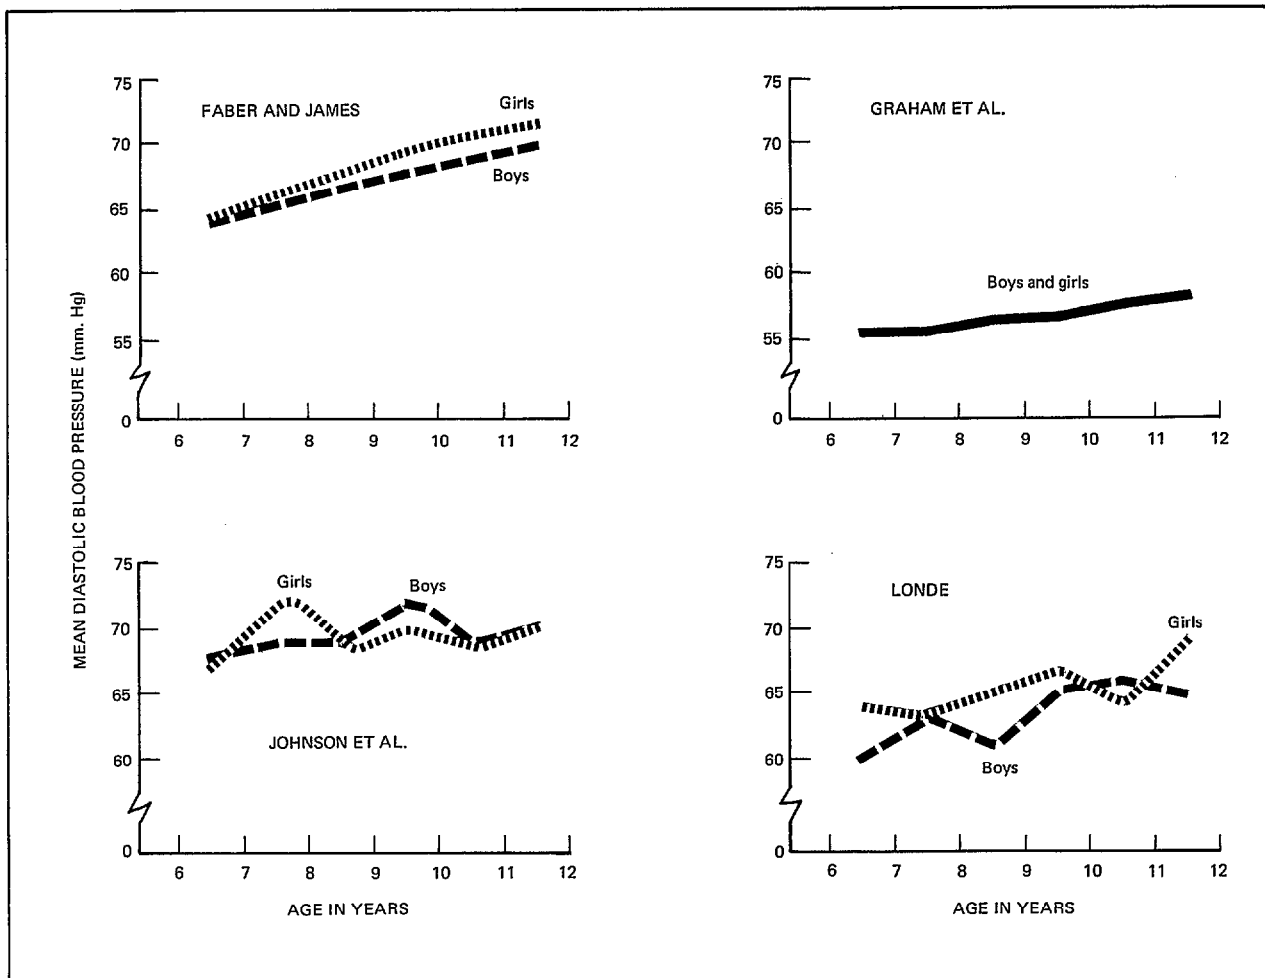 MEAN DIASTOLIC BLOOD PRESSURE (mm. Hg)
FABER AND JAMES
75
70
65
60
55
0
Girls
Boys
6 7 8 9 10 11 12
GRAHAM ET AL.
75
70
65
60
55
0
Boys and girls
6 7 8 9 10 11 12
75
70
65
60
0
Girls
Boys
JOHNSON ET AL.
6 7 8 9 10 11 12
AGE IN YEARS
75
70
65
60
0
LONDE
Girls
Boys
6 7 8 9 10 11 12
AGE IN YEARS